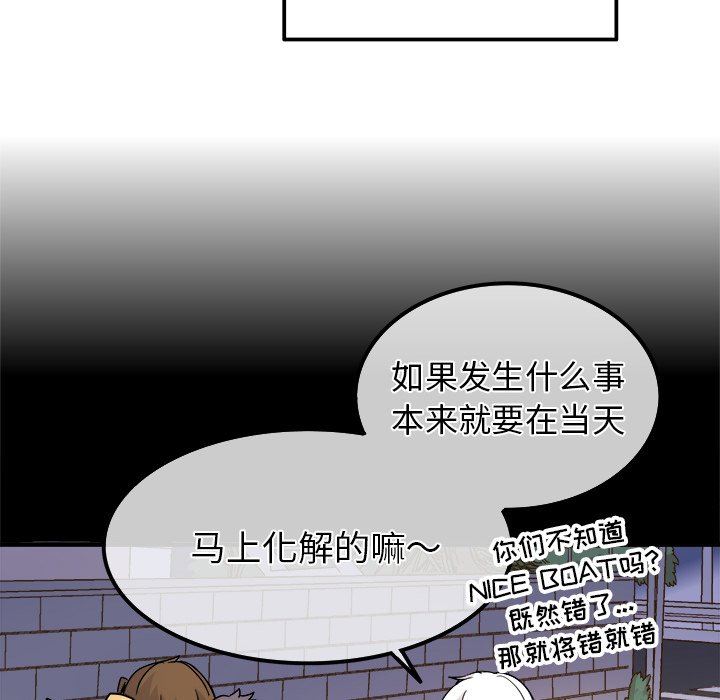 如果发生什么事
本来就要在当天
马上化解的嘛～
你们不知道
NICE BOAT吗?
既然错了...
那就将错就错